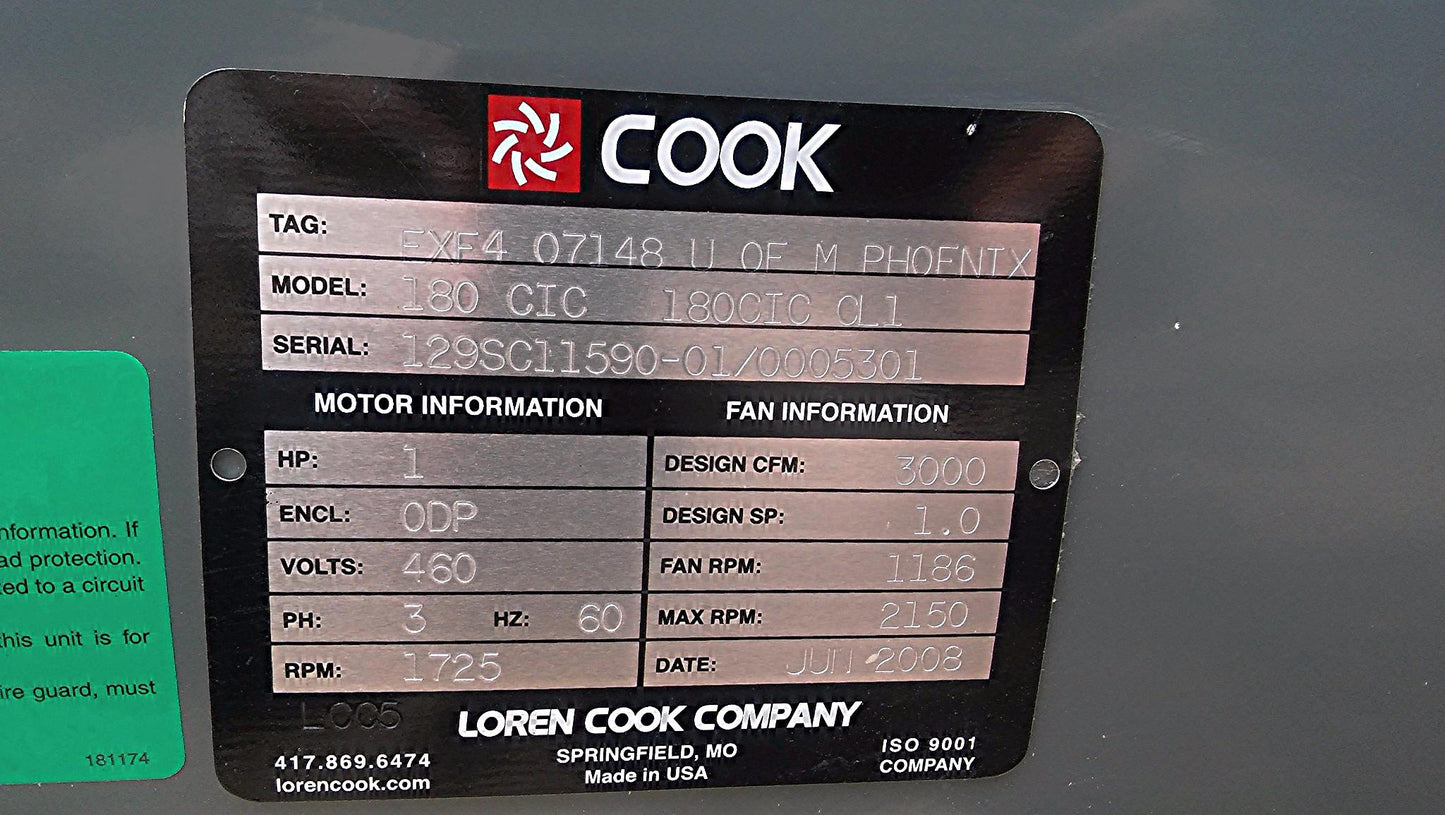 COOK
TAG: EXF4 07148 U OF M PHOENIX
MODEL: 180 CIC 180CIC CL1
SERIAL: 129SC11590-01/0005301
MOTOR INFORMATION FAN INFORMATION
HP: 1 DESIGN CFM: 3000
ENCL: ODP DESIGN SP: 1.0
VOLTS: 460 FAN RPM: 1186
PH: 3 HZ: 60 MAX RPM: 2150
RPM: 1725 DATE: JUN 2008
LCC5
LOREN COOK COMPANY
417.869.6474 SPRINGFIELD, MO ISO 9001
lorencook.com Made in USA COMPANY
nformation. If
ad protection.
ed to a circuit
this unit is for
ire guard, must
181174